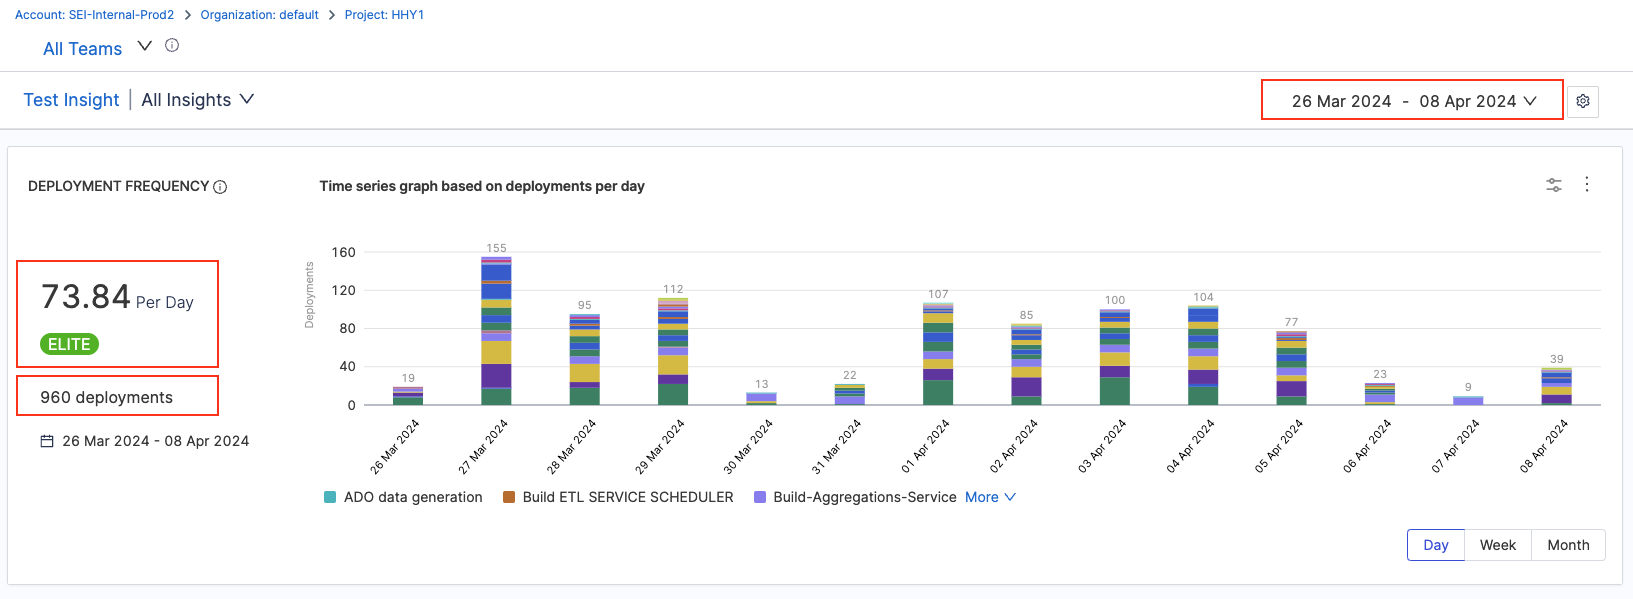 Account: SEI-Internal-Prod2 > Organization: default > Project: HHY1
All Teams
Test Insight | All Insights
26 Mar 2024 - 08 Apr 2024
DEPLOYMENT FREQUENCY
Time series graph based on deployments per day
73.84 Per Day
ELITE
960 deployments
26 Mar 2024 - 08 Apr 2024
Deployments
160
120
80
40
0
19
155
95
112
13
22
107
85
100
104
77
23
9
39
26 Mar 2024
27 Mar 2024
28 Mar 2024
29 Mar 2024
30 Mar 2024
31 Mar 2024
01 Apr 2024
02 Apr 2024
03 Apr 2024
04 Apr 2024
05 Apr 2024
06 Apr 2024
07 Apr 2024
08 Apr 2024
ADO data generation Build ETL SERVICE SCHEDULER Build-Aggregations-Service More
Day Week Month